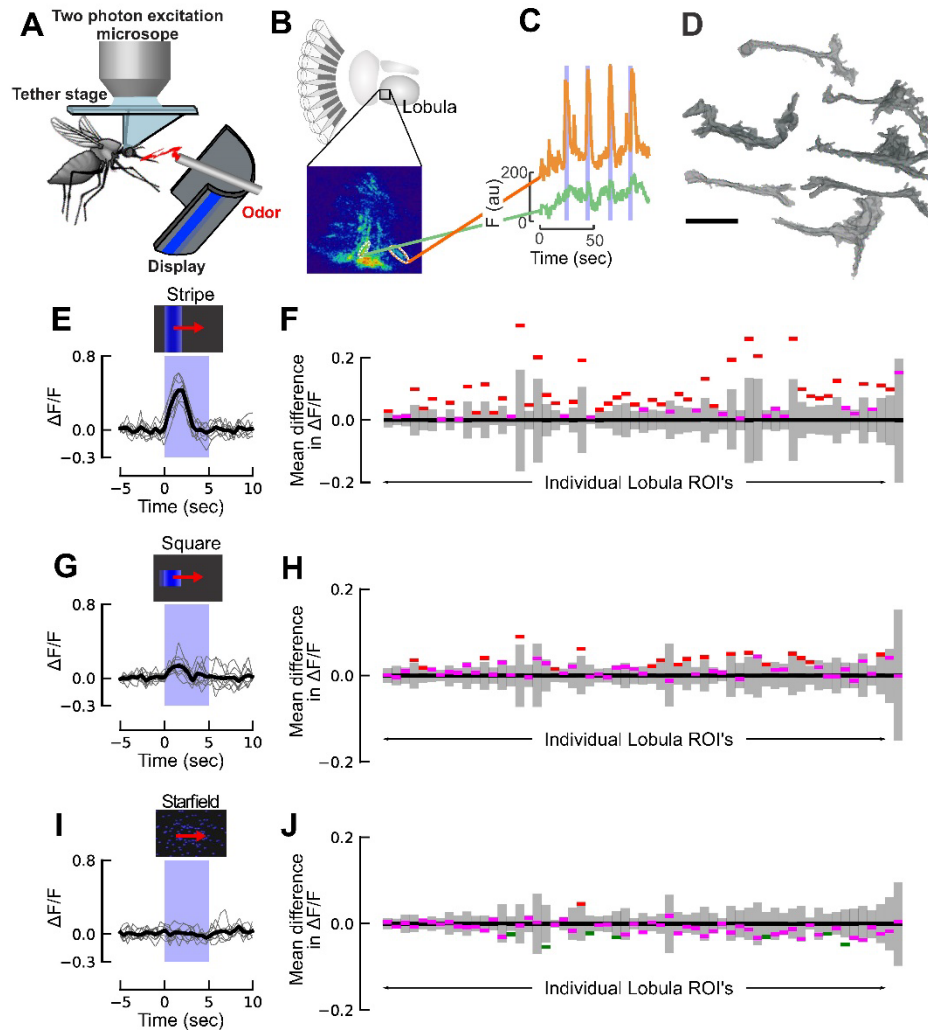 A
Two photon excitation
microsope
Tether stage
Odor
Display
B
Lobula
C
200
0
F (au)
0 50
Time (sec)
D
E
Stripe
0.8
0.0
−0.3
ΔF/F
−5 0 5 10
Time (sec)
F
0.2
0.0
−0.2
Mean difference
in ΔF/F
Individual Lobula ROI's
G
Square
0.8
0.0
−0.3
ΔF/F
−5 0 5 10
Time (sec)
H
0.2
0.0
−0.2
Mean difference
in ΔF/F
Individual Lobula ROI's
I
Starfield
0.8
0.0
−0.3
ΔF/F
−5 0 5 10
Time (sec)
J
0.2
0.0
−0.2
Mean difference
in ΔF/F
Individual Lobula ROI's